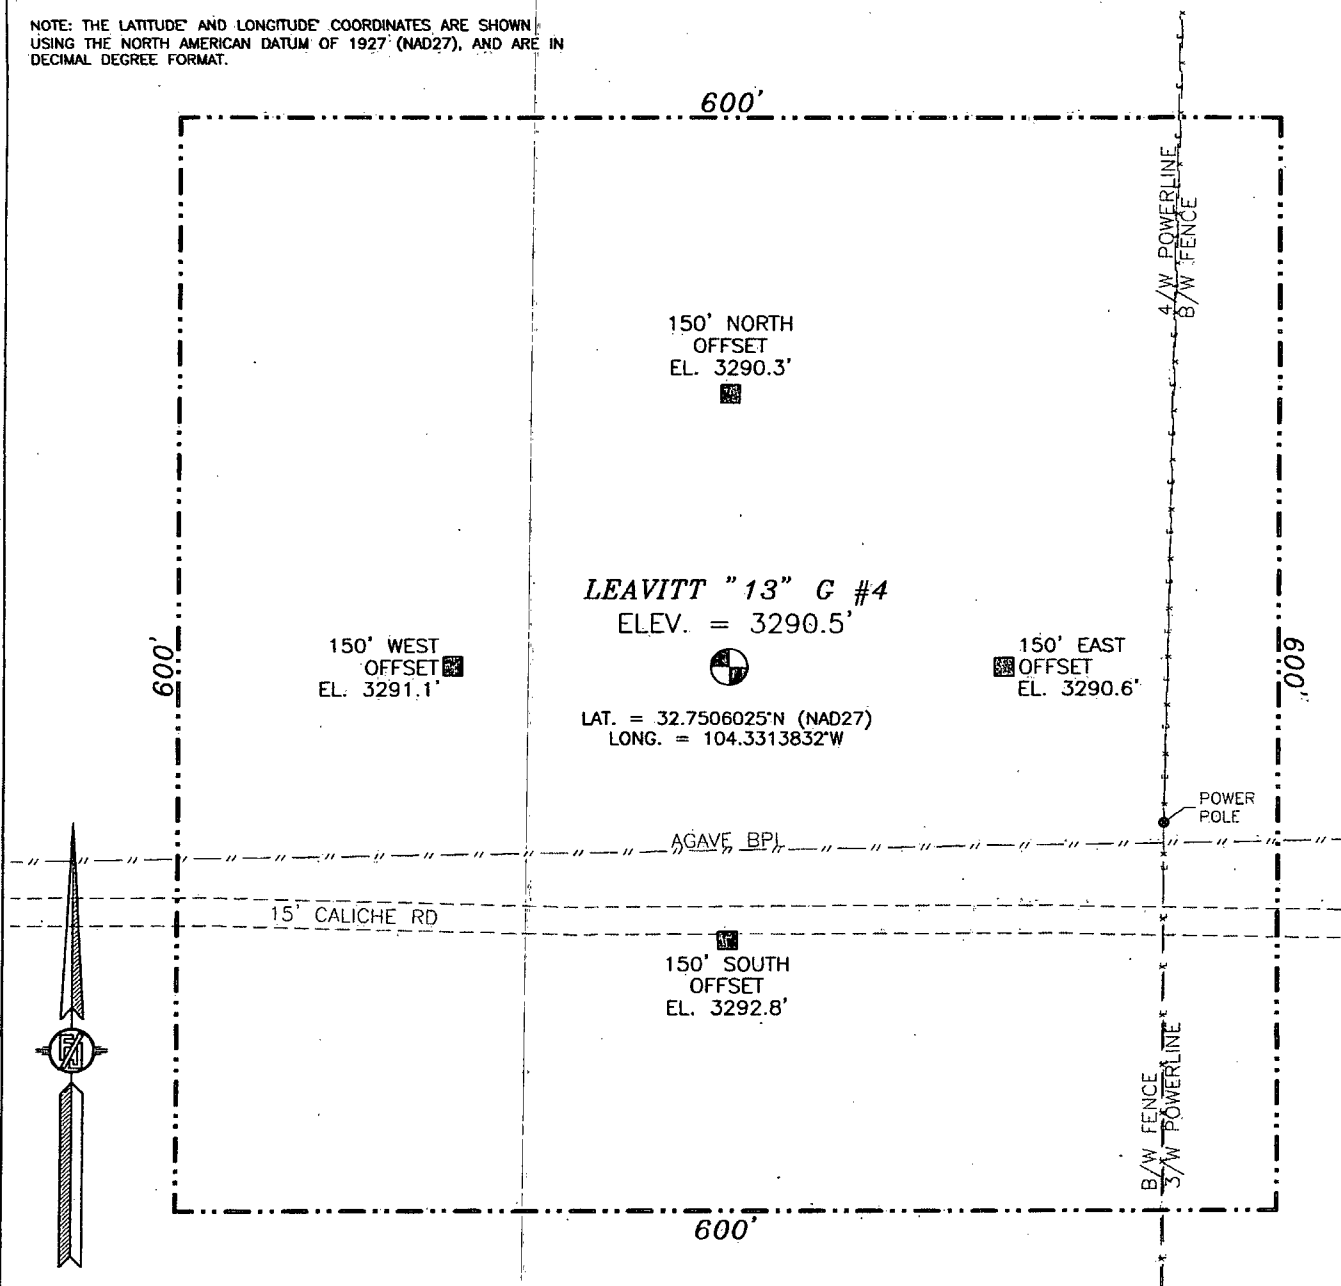 NOTE: THE LATITUDE AND LONGITUDE COORDINATES ARE SHOWN
USING THE NORTH AMERICAN DATUM OF 1927 (NAD27), AND ARE IN
DECIMAL DEGREE FORMAT.
600'
4/W POWERLINE
B/W FENCE
150' NORTH
OFFSET
EL. 3290.3'
LEAVITT "13" G #4
ELEV. = 3290.5'
600'
150' WEST
OFFSET
EL. 3291.1'
150' EAST
OFFSET
EL. 3290.6'
600'
LAT. = 32.7506025°N (NAD27)
LONG. = 104.3313832°W
POWER
POLE
AGAVE BPL
15' CALICHE RD
150' SOUTH
OFFSET
EL. 3292.8'
B/W FENCE
3/W POWERLINE
600'